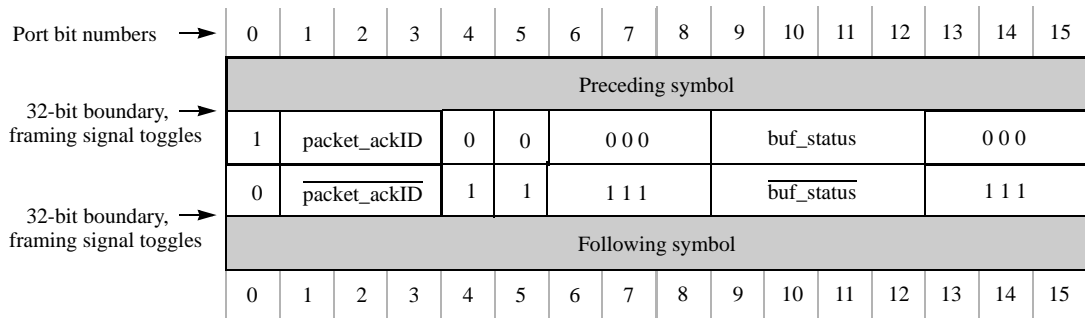 Port bit numbers 0 1 2 3 4 5 6 7 8 9 10 11 12 13 14 15
Preceding symbol
32-bit boundary,
framing signal toggles
1 packet_ackID 0 0 0 0 0 buf_status 0 0 0
0 packet_ackID 1 1 1 1 1 buf_status 1 1 1
32-bit boundary,
framing signal toggles
Following symbol
0 1 2 3 4 5 6 7 8 9 10 11 12 13 14 15